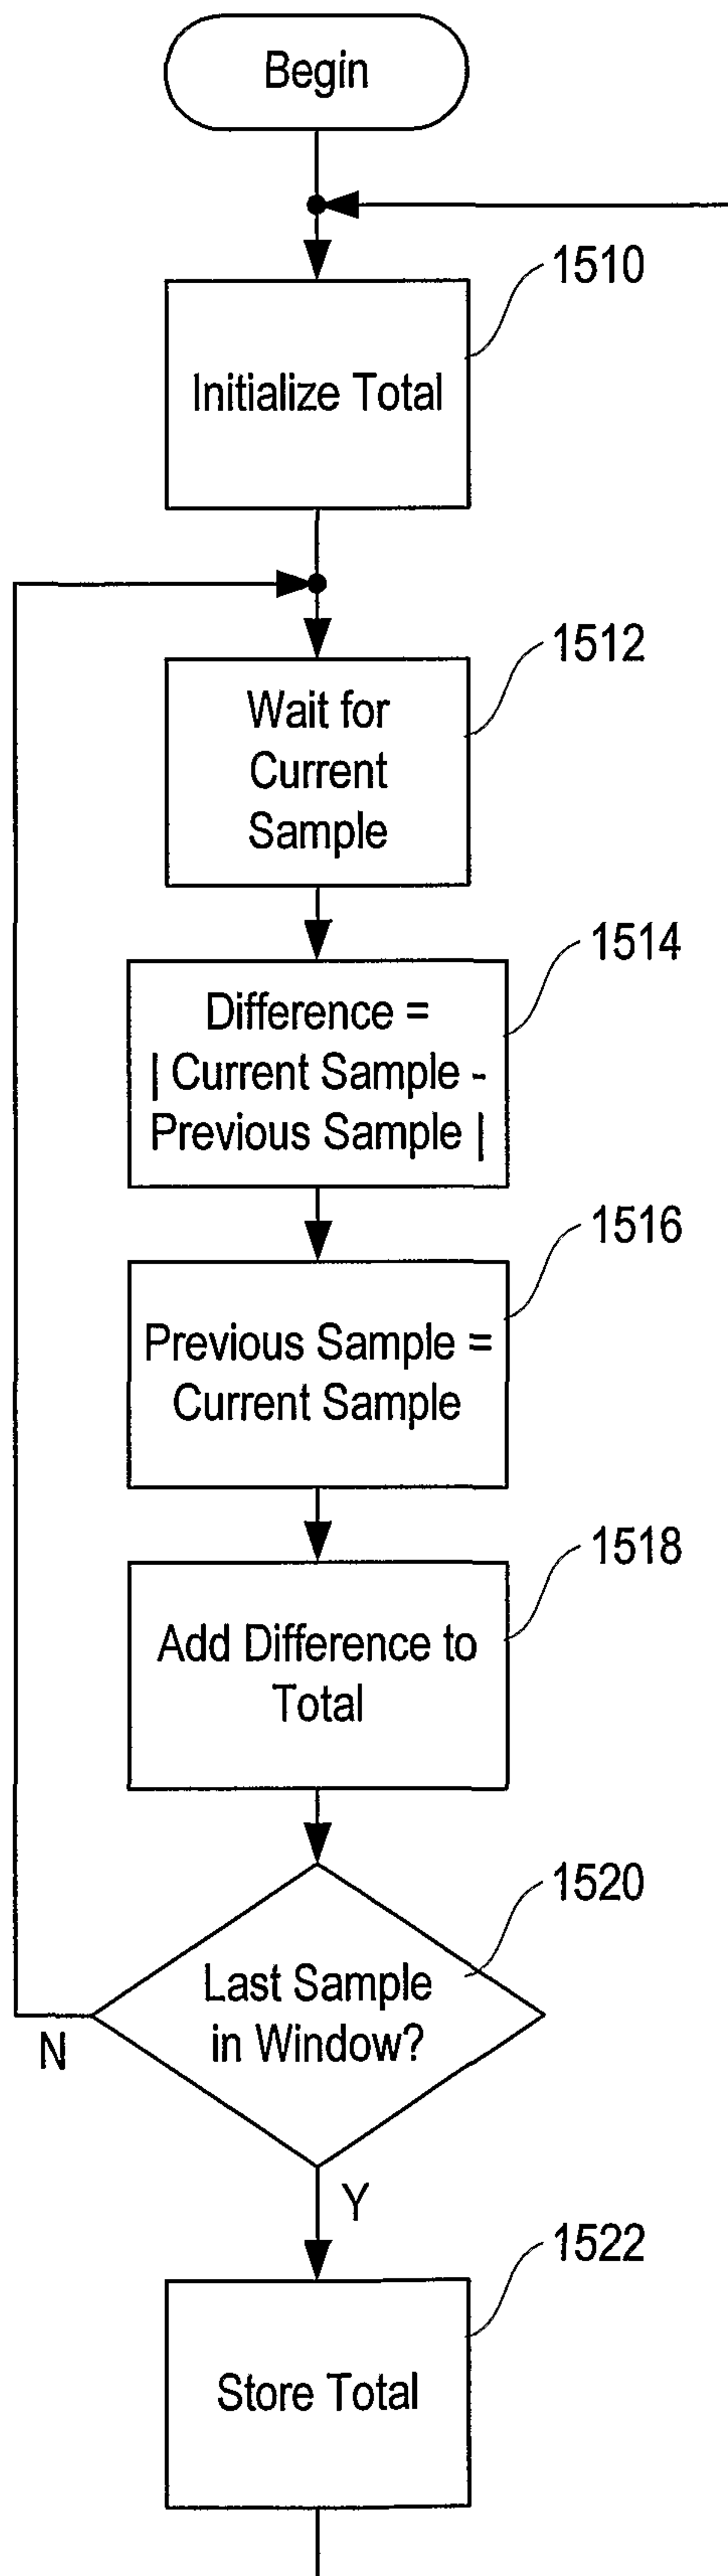 Begin
1510
Initialize Total
1512
Wait for
Current
Sample
1514
Difference =
| Current Sample -
Previous Sample |
1516
Previous Sample =
Current Sample
1518
Add Difference to
Total
1520
Last Sample
in Window?
N
Y
1522
Store Total